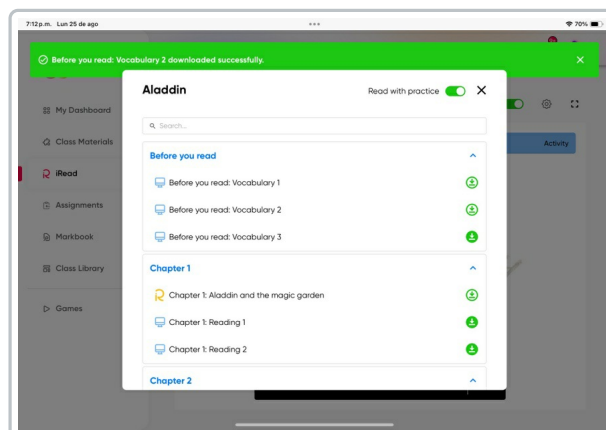 7:12 p.m. Lun 25 de ago
70%
Before you read: Vocabulary 2 downloaded successfully.
Aladdin
Read with practice
My Dashboard
Search...
Class Materials
Activity
Before you read
iRead
Before you read: Vocabulary 1
Assignments
Before you read: Vocabulary 2
Markbook
Before you read: Vocabulary 3
Class Library
Chapter 1
Chapter 1: Aladdin and the magic garden
Games
Chapter 1: Reading 1
Chapter 1: Reading 2
Chapter 2